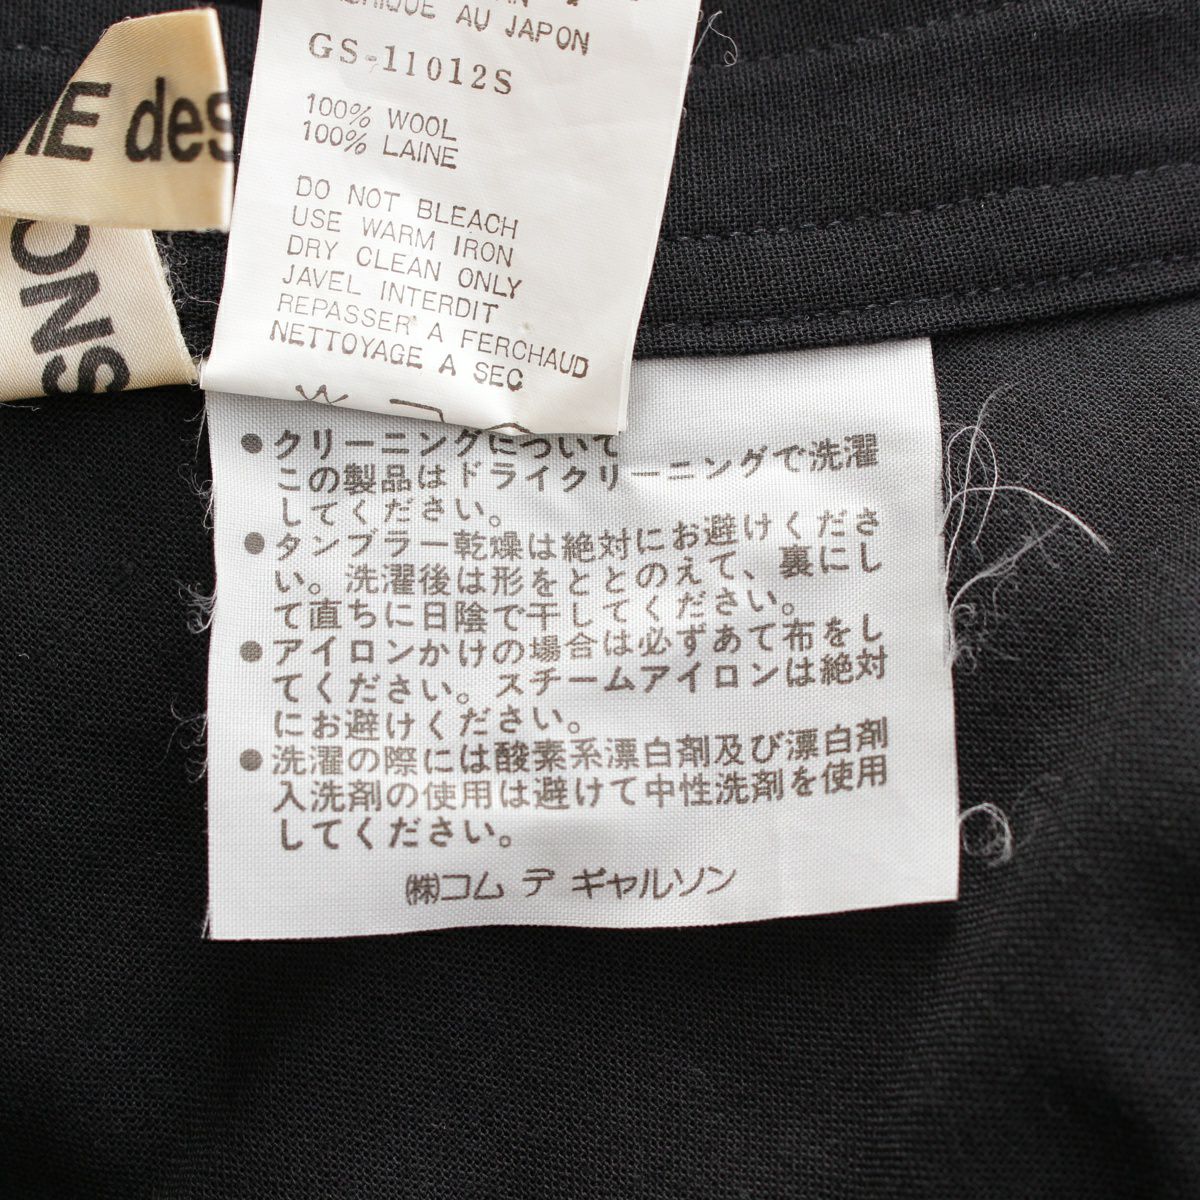 des
ONS
AU JAPON
GS-11012S
100% WOOL
100% LAINE
DO NOT BLEACH
USE WARM IRON
DRY CLEAN ONLY
JAVEL INTERDIT
REPASSER A FERCHAUD
NETTOYAGE A SEC
●クリーニングについて
この製品はドライクリーニングで洗濯
してください。
●タンブラー乾燥は絶対にお避けくださ
い。洗濯後は形をととのえて、裏にし
て直ちに日陰で干してください。
●アイロンかけの場合は必ずあて布をし
てください。スチームアイロンは絶対
にお避けください。
●洗濯の際には酸素系漂白剤及び漂白剤
入洗剤の使用は避けて中性洗剤を使用
してください。
㈱コム デ ギャルソン